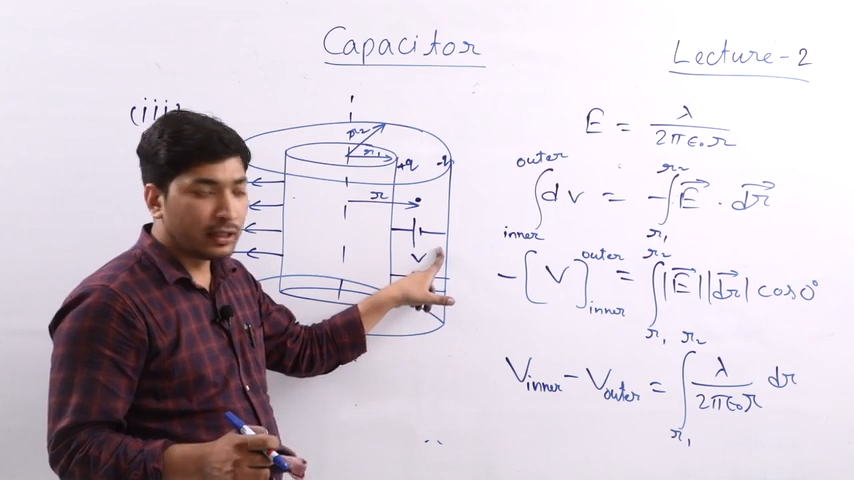 Capacitor
Lecture-2
(iii)
r2
r1
+q
-q
r
V
E = λ / 2πε₀r
∫ outer inner dv = -∫ r2 r1 E⃗ . dr⃗
-[V] outer inner = ∫ r2 r1 |E⃗||dr⃗| cos0°
V inner - V outer = ∫ r2 r1 λ / 2πε₀r dr